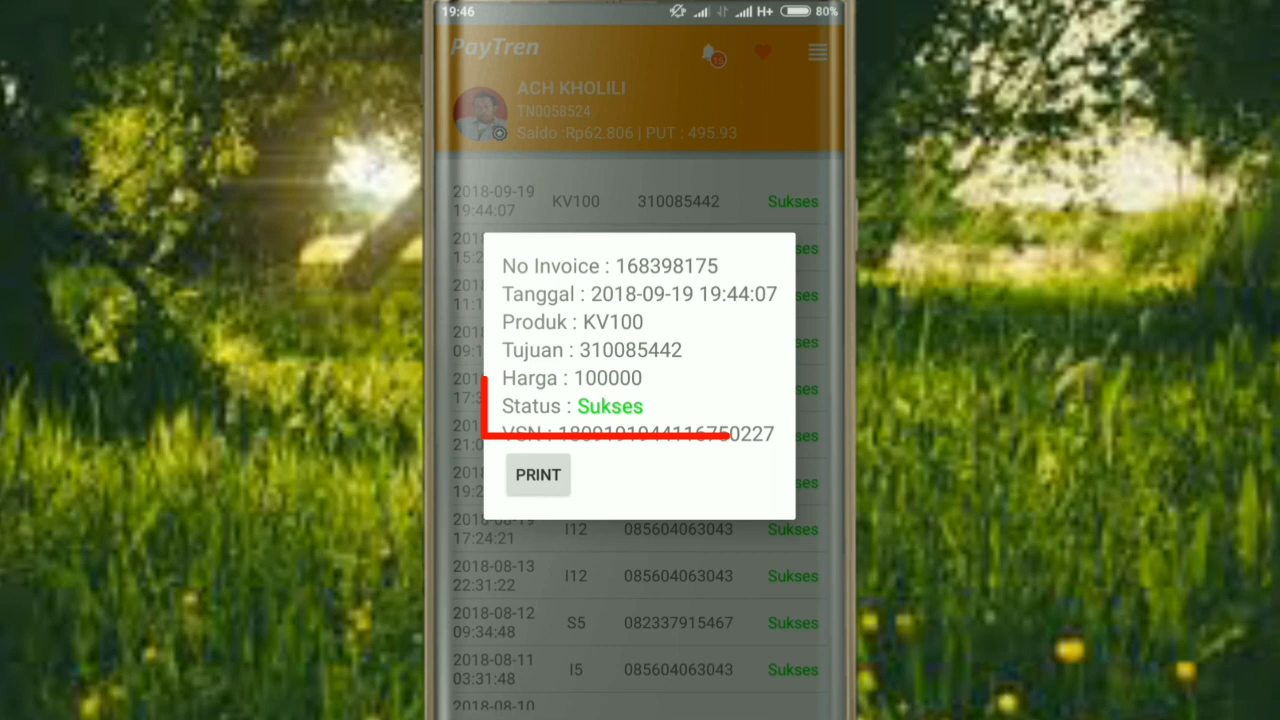 19:46
H+
80%
PayTren
15
ACH KHOLILI
TN0058524
Saldo :Rp62.806 | PUT : 495.93
2018-09-19
19:44:07
KV100
310085442
Sukses
No Invoice : 168398175
Tanggal : 2018-09-19 19:44:07
Produk : KV100
Tujuan : 310085442
Harga : 100000
Status : Sukses
VSN : 1809191944116750227
PRINT
17:24:21
I12
085604063043
Sukses
2018-08-13
22:31:22
I12
085604063043
Sukses
2018-08-12
09:34:48
S5
082337915467
Sukses
2018-08-11
03:31:48
I5
085604063043
Sukses
2018-08-10